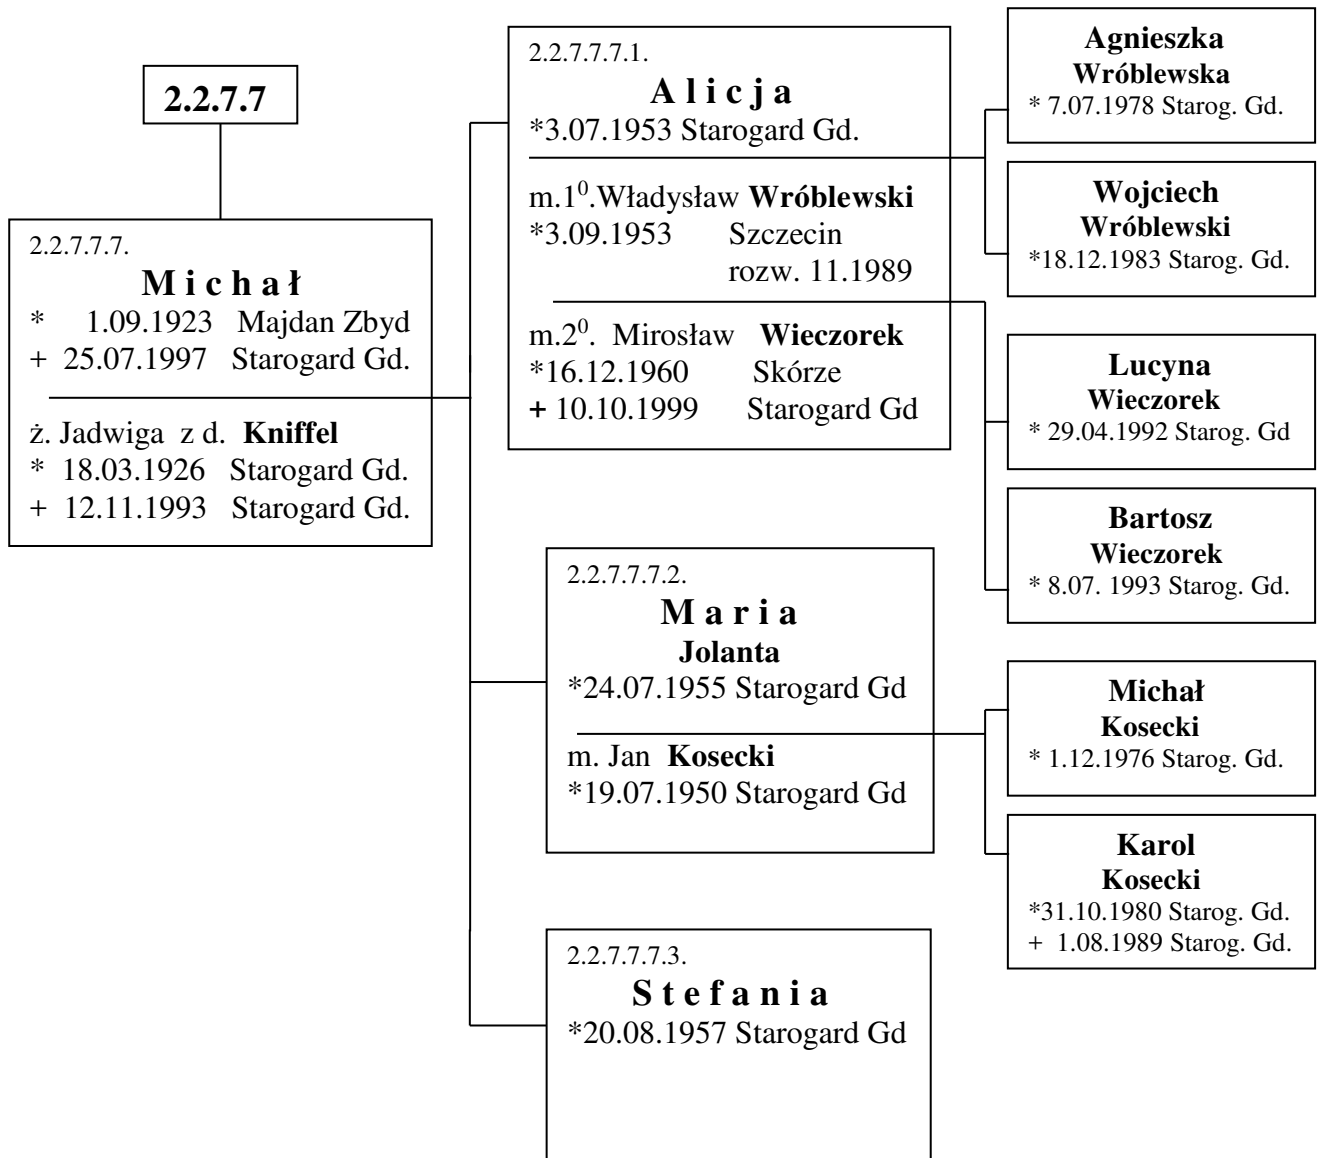 2.2.7.7
2.2.7.7.7.
M i c h a ł
* 1.09.1923 Majdan Zbyd
+ 25.07.1997 Starogard Gd.
ż. Jadwiga z d. Kniffel
* 18.03.1926 Starogard Gd.
+ 12.11.1993 Starogard Gd.
2.2.7.7.7.1.
A l i c j a
*3.07.1953 Starogard Gd.
m.1⁰.Władysław Wróblewski
*3.09.1953 Szczecin
rozw. 11.1989
m.2⁰. Mirosław Wieczorek
*16.12.1960 Skórze
+ 10.10.1999 Starogard Gd
2.2.7.7.7.2.
M a r i a
Jolanta
*24.07.1955 Starogard Gd
m. Jan Kosecki
*19.07.1950 Starogard Gd
2.2.7.7.7.3.
S t e f a n i a
*20.08.1957 Starogard Gd
Agnieszka
Wróblewska
* 7.07.1978 Starog. Gd.
Wojciech
Wróblewski
*18.12.1983 Starog. Gd.
Lucyna
Wieczorek
* 29.04.1992 Starog. Gd
Bartosz
Wieczorek
* 8.07. 1993 Starog. Gd.
Michał
Kosecki
* 1.12.1976 Starog. Gd.
Karol
Kosecki
*31.10.1980 Starog. Gd.
+ 1.08.1989 Starog. Gd.